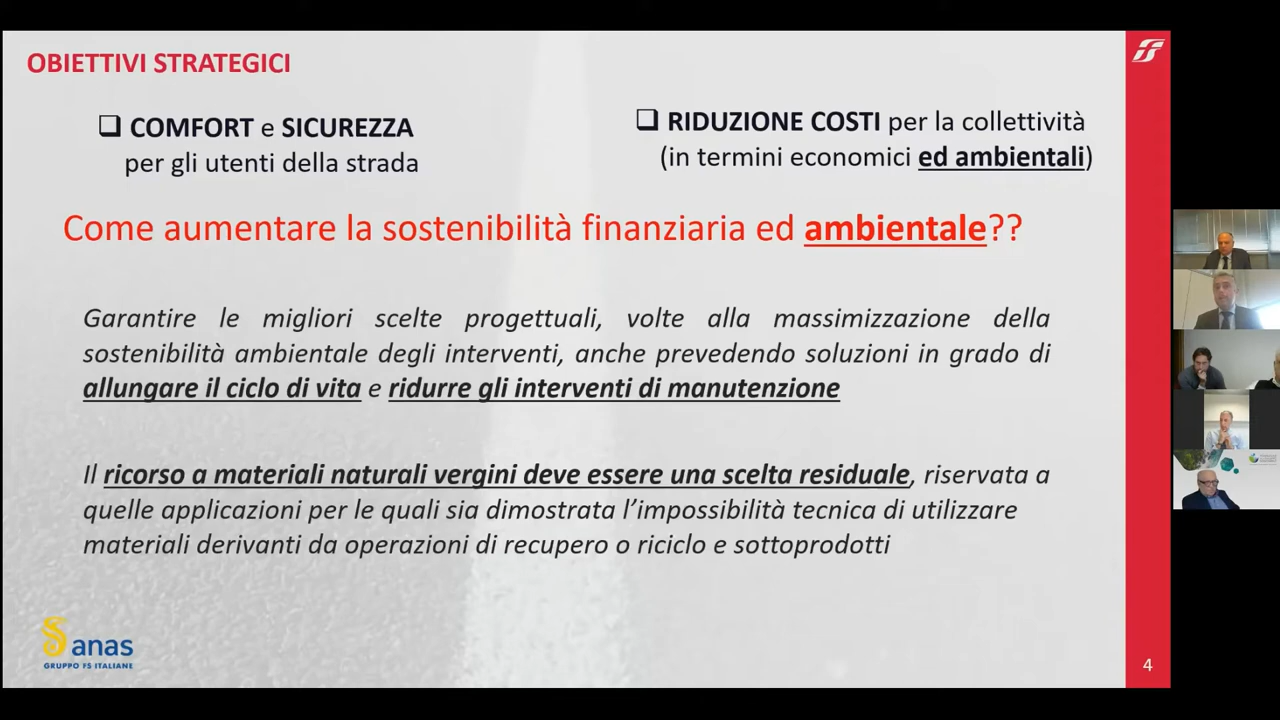 OBIETTIVI STRATEGICI
❑ COMFORT e SICUREZZA
per gli utenti della strada
❑ RIDUZIONE COSTI per la collettività
(in termini economici ed ambientali)
Come aumentare la sostenibilità finanziaria ed ambientale??
Garantire le migliori scelte progettuali, volte alla massimizzazione della
sostenibilità ambientale degli interventi, anche prevedendo soluzioni in grado di
allungare il ciclo di vita e ridurre gli interventi di manutenzione
Il ricorso a materiali naturali vergini deve essere una scelta residuale, riservata a
quelle applicazioni per le quali sia dimostrata l’impossibilità tecnica di utilizzare
materiali derivanti da operazioni di recupero o riciclo e sottoprodotti
anas
GRUPPO FS ITALIANE
4